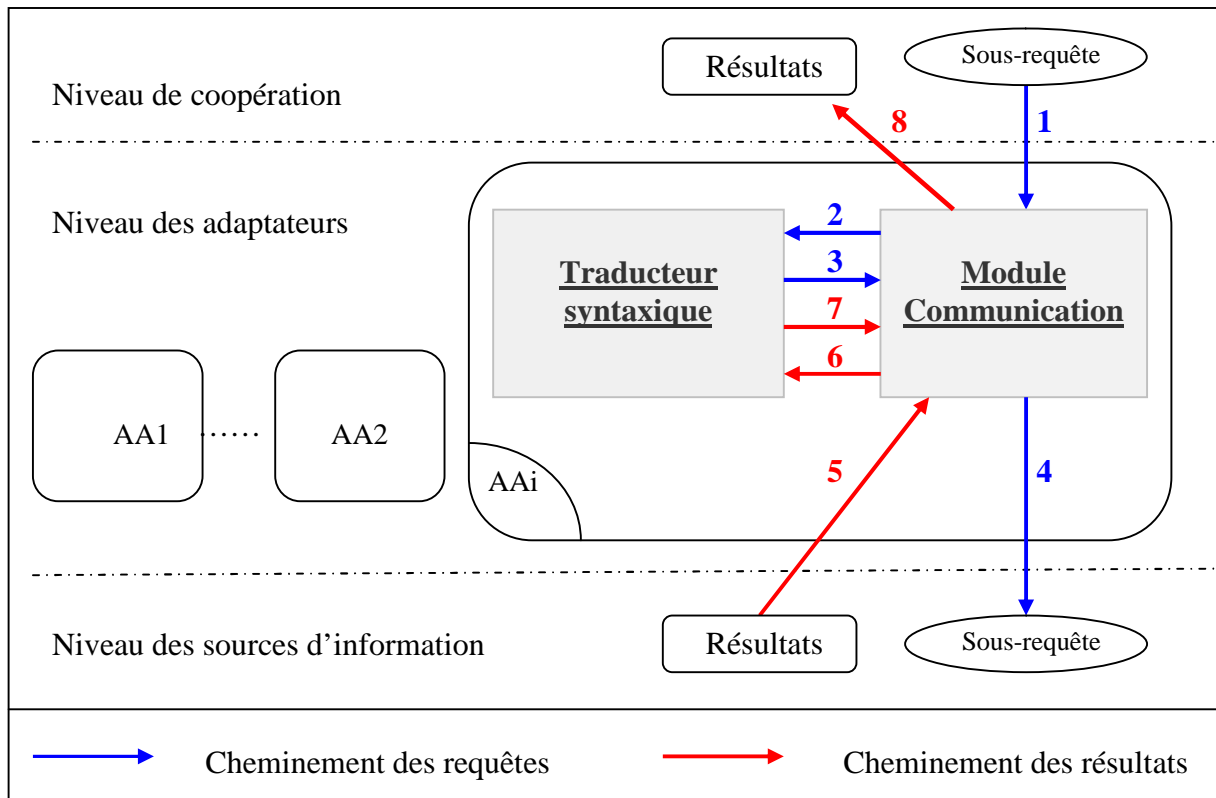 Résultats
Sous-requête
Niveau de coopération
8
1
Niveau des adaptateurs
2
Traducteur
syntaxique
3
Module
Communication
7
6
AA1
……
AA2
AAi
5
4
Niveau des sources d’information
Résultats
Sous-requête
Cheminement des requêtes
Cheminement des résultats